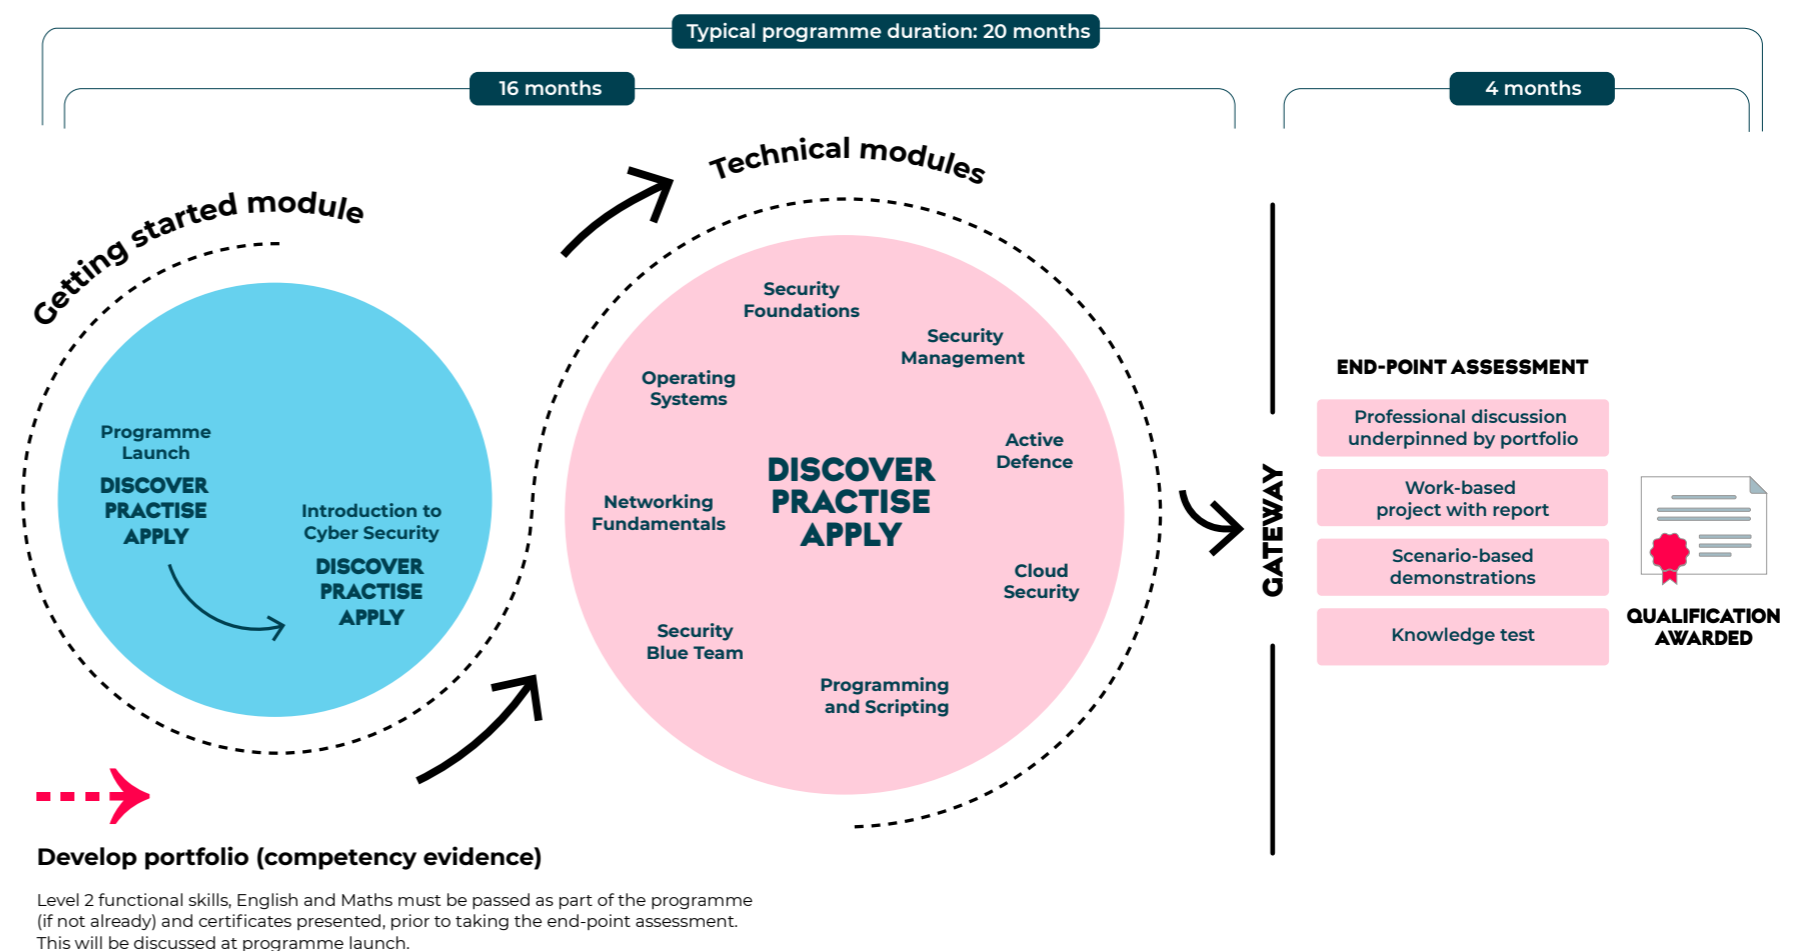 Typical programme duration: 20 months
16 months
4 months
Getting started module
Technical modules
Programme
Launch
DISCOVER
PRACTISE
APPLY
Introduction to
Cyber Security
DISCOVER
PRACTISE
APPLY
Security
Foundations
Security
Management
Operating
Systems
Active
Defence
Networking
Fundamentals
DISCOVER
PRACTISE
APPLY
Cloud
Security
Security
Blue Team
Programming
and Scripting
GATEWAY
END-POINT ASSESSMENT
Professional discussion
underpinned by portfolio
Work-based
project with report
Scenario-based
demonstrations
Knowledge test
QUALIFICATION
AWARDED
Develop portfolio (competency evidence)
Level 2 functional skills, English and Maths must be passed as part of the programme
(if not already) and certificates presented, prior to taking the end-point assessment.
This will be discussed at programme launch.